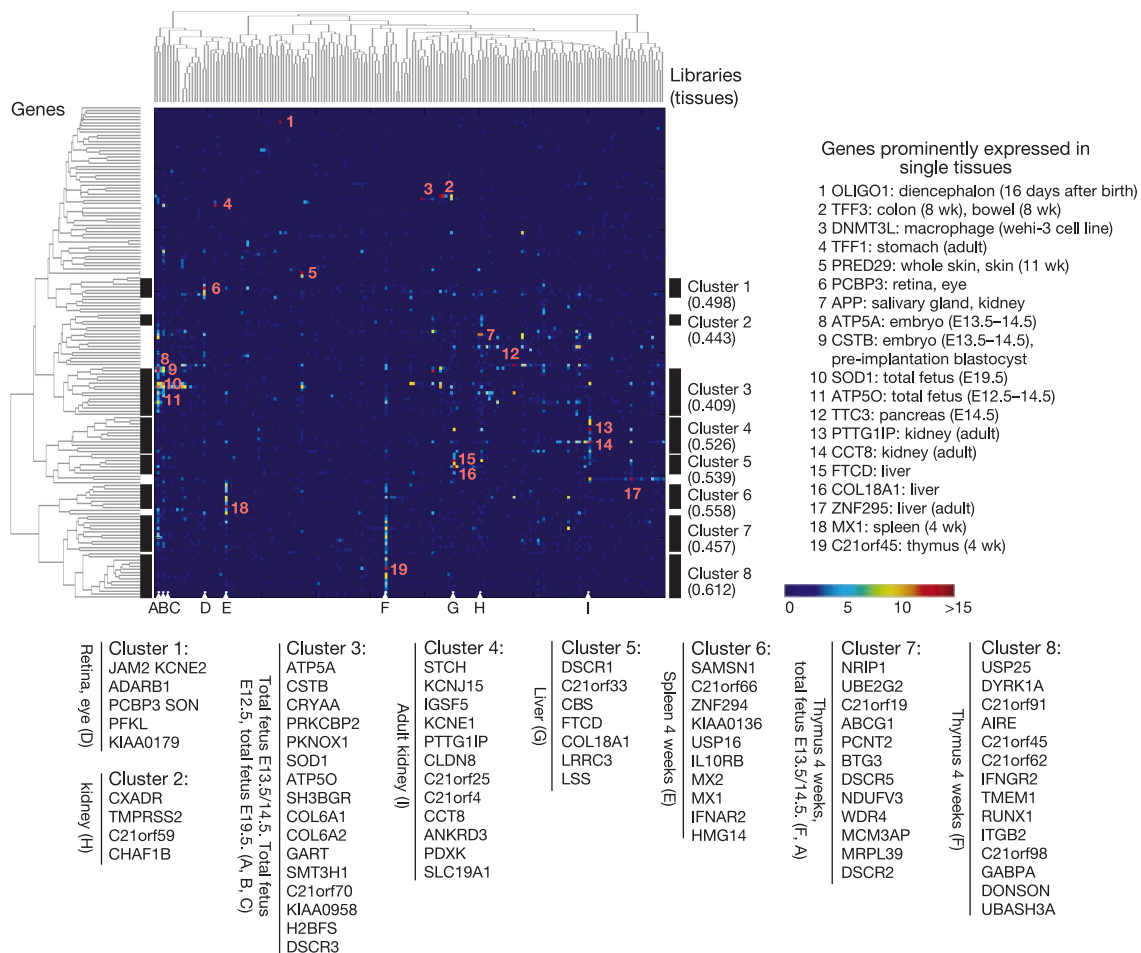 Libraries
(tissues)
Genes
1
2
3
4
5
6
7
8
9
10
11
12
13
14
15
16
17
18
19
Cluster 1
(0.498)
Cluster 2
(0.443)
Cluster 3
(0.409)
Cluster 4
(0.526)
Cluster 5
(0.539)
Cluster 6
(0.558)
Cluster 7
(0.457)
Cluster 8
(0.612)
A B C D E F G H I
Genes prominently expressed in
single tissues
1 OLIGO1: diencephalon (16 days after birth)
2 TFF3: colon (8 wk), bowel (8 wk)
3 DNMT3L: macrophage (wehi-3 cell line)
4 TFF1: stomach (adult)
5 PRED29: whole skin, skin (11 wk)
6 PCBP3: retina, eye
7 APP: salivary gland, kidney
8 ATP5A: embryo (E13.5–14.5)
9 CSTB: embryo (E13.5–14.5),
pre-implantation blastocyst
10 SOD1: total fetus (E19.5)
11 ATP5O: total fetus (E12.5–14.5)
12 TTC3: pancreas (E14.5)
13 PTTG1IP: kidney (adult)
14 CCT8: kidney (adult)
15 FTCD: liver
16 COL18A1: liver
17 ZNF295: liver (adult)
18 MX1: spleen (4 wk)
19 C21orf45: thymus (4 wk)
0 5 10 >15
Retina, eye (D)
Cluster 1:
JAM2 KCNE2
ADARB1
PCBP3 SON
PFKL
KIAA0179
kidney (H)
Cluster 2:
CXADR
TMPRSS2
C21orf59
CHAF1B
Total fetus E13.5/14.5. Total fetus
E12.5, total fetus E19.5. (A, B, C)
Cluster 3:
ATP5A
CSTB
CRYAA
PRKCBP2
PKNOX1
SOD1
ATP5O
SH3BGR
COL6A1
COL6A2
GART
SMT3H1
C21orf70
KIAA0958
H2BFS
DSCR3
Adult kidney (I)
Cluster 4:
STCH
KCNJ15
IGSF5
KCNE1
PTTG1IP
CLDN8
C21orf25
C21orf4
CCT8
ANKRD3
PDXK
SLC19A1
Liver (G)
Cluster 5:
DSCR1
C21orf33
CBS
FTCD
COL18A1
LRRC3
LSS
Spleen 4 weeks (E)
Cluster 6:
SAMSN1
C21orf66
ZNF294
KIAA0136
USP16
IL10RB
MX2
MX1
IFNAR2
HMG14
Thymus 4 weeks,
total fetus E13.5/14.5. (F, A)
Cluster 7:
NRIP1
UBE2G2
C21orf19
ABCG1
PCNT2
BTG3
DSCR5
NDUFV3
WDR4
MCM3AP
MRPL39
DSCR2
Thymus 4 weeks (F)
Cluster 8:
USP25
DYRK1A
C21orf91
AIRE
C21orf45
C21orf62
IFNGR2
TMEM1
RUNX1
ITGB2
C21orf98
GABPA
DONSON
UBASH3A